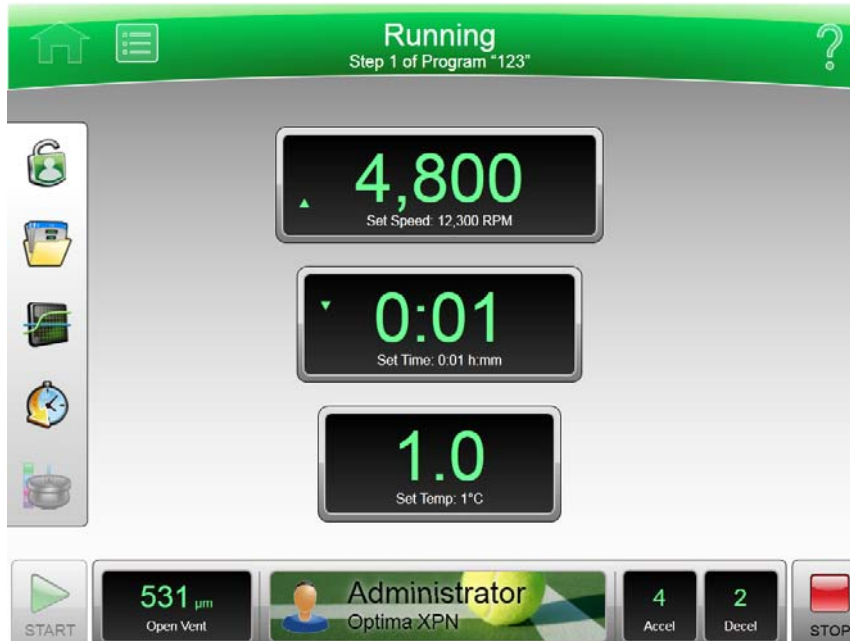 Running
Step 1 of Program "123"
?
4,800
Set Speed: 12,300 RPM
0:01
Set Time: 0:01 h:mm
1.0
Set Temp: 1°C
START
531 µm
Open Vent
Administrator
Optima XPN
4
Accel
2
Decel
STOP